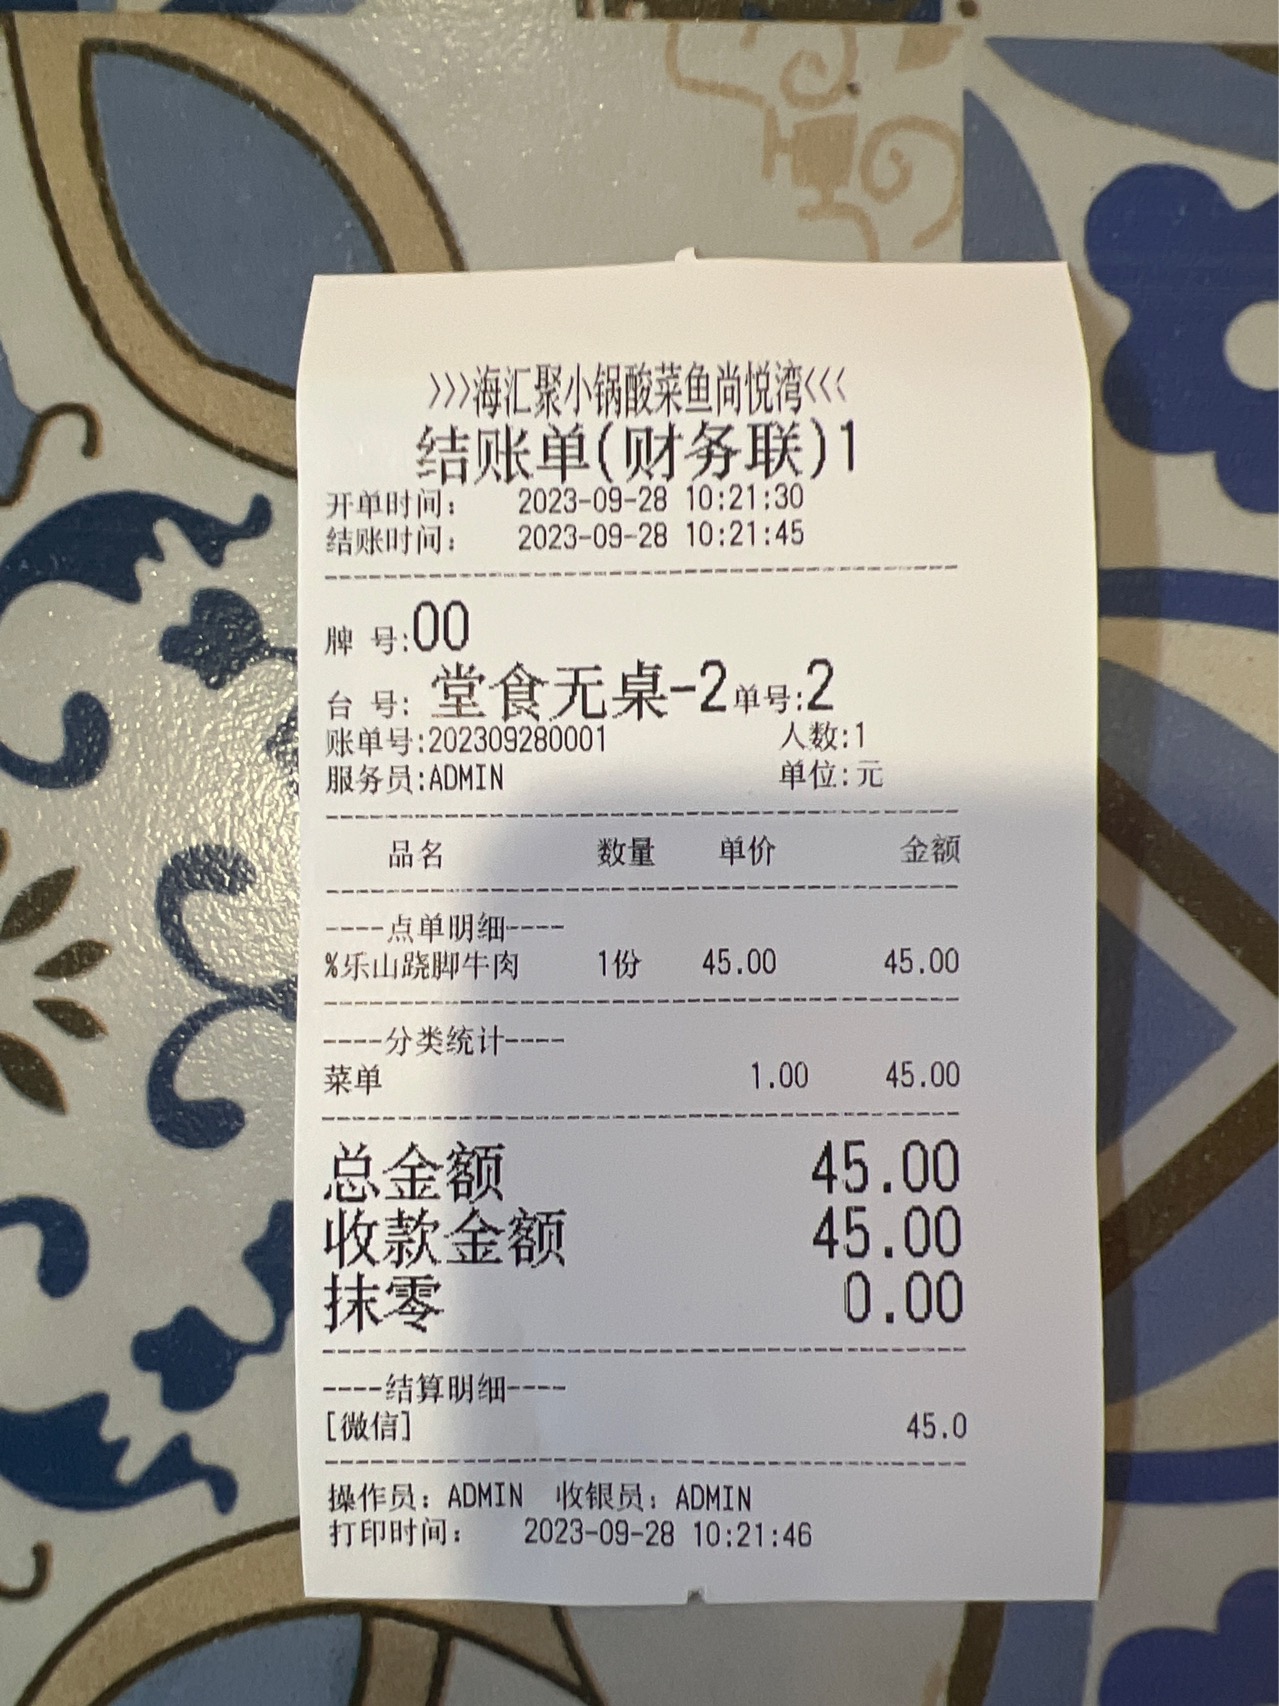 >>>海汇聚小锅酸菜鱼尚悦湾<<<
结账单(财务联)1
开单时间: 2023-09-28 10:21:30
结账时间: 2023-09-28 10:21:45
牌 号:00
台 号: 堂食无桌-2单号:2
账单号:202309280001 人数:1
服务员:ADMIN 单位:元
品名 数量 单价 金额
----点单明细----
%乐山跷脚牛肉 1份 45.00 45.00
----分类统计----
菜单 1.00 45.00
总金额 45.00
收款金额 45.00
抹零 0.00
----结算明细----
[微信] 45.0
操作员: ADMIN 收银员: ADMIN
打印时间: 2023-09-28 10:21:46